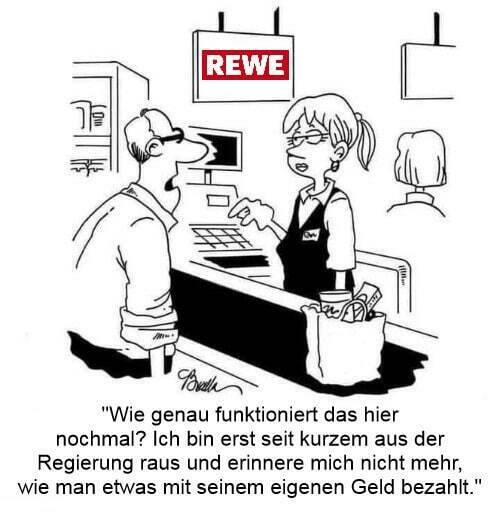 REWE
"Wie genau funktioniert das hier
nochmal? Ich bin erst seit kurzem aus der
Regierung raus und erinnere mich nicht mehr,
wie man etwas mit seinem eigenen Geld bezahlt."